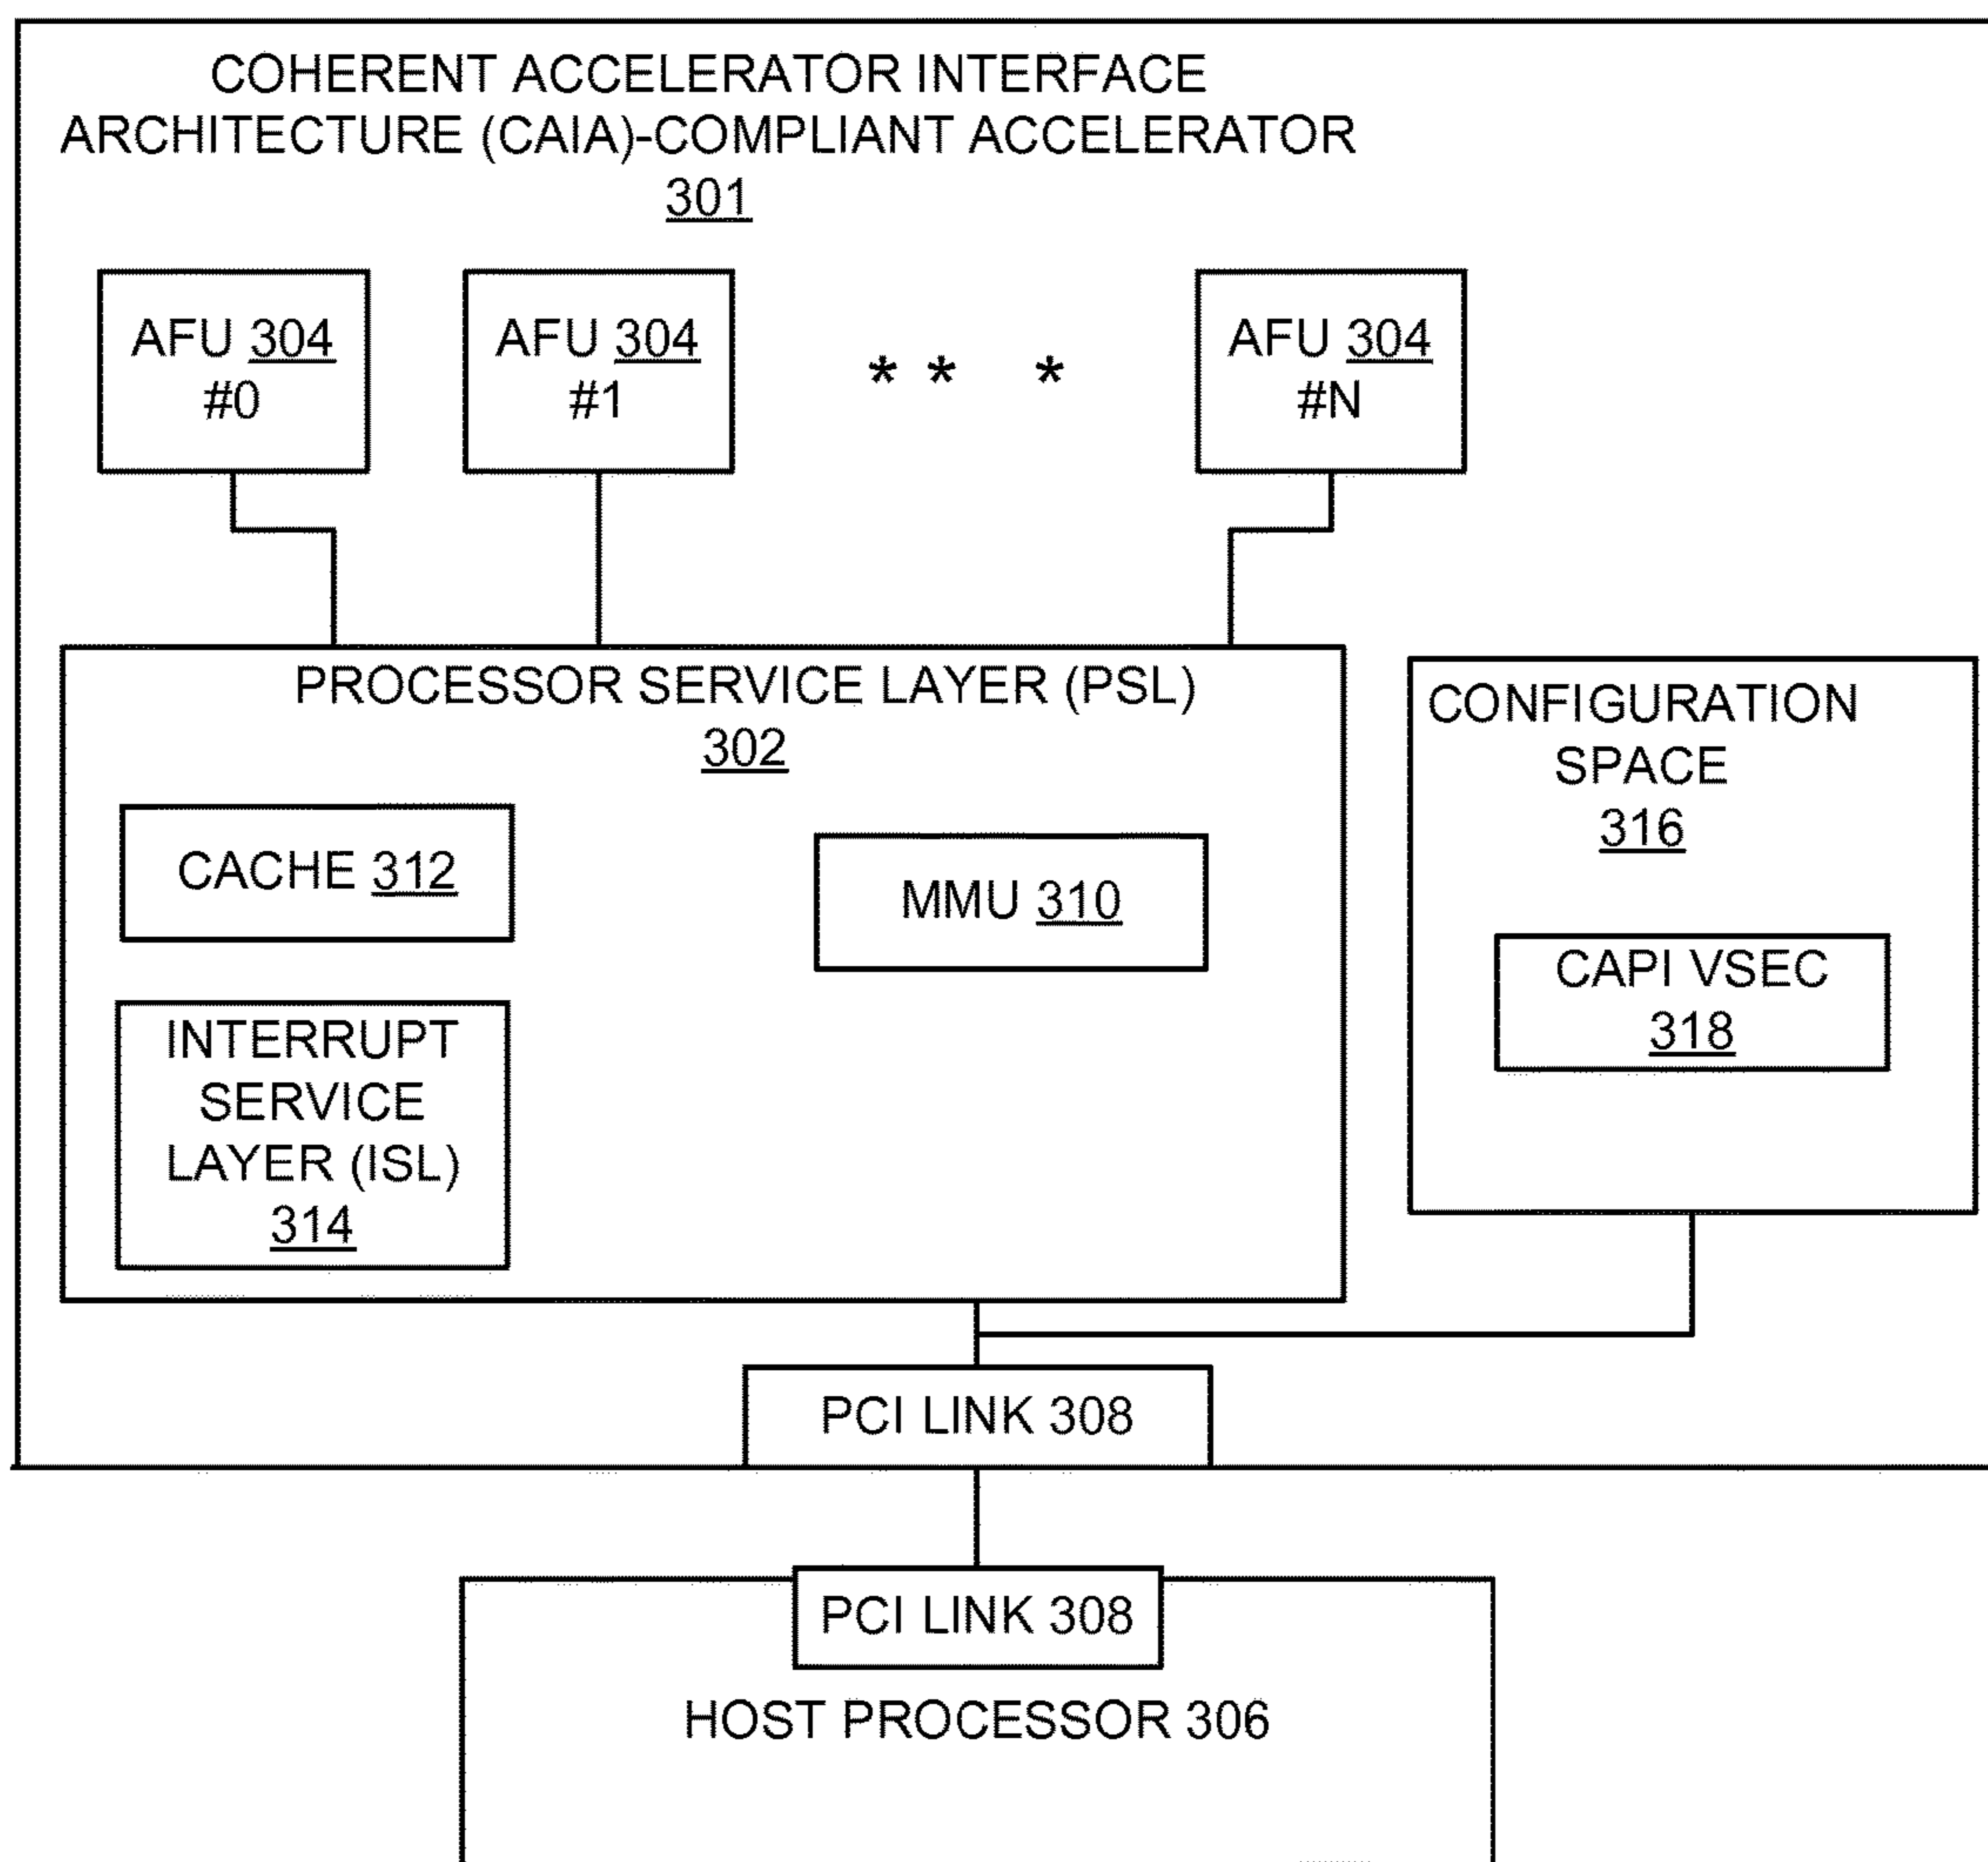 COHERENT ACCELERATOR INTERFACE
ARCHITECTURE (CAIA)-COMPLIANT ACCELERATOR
301
AFU 304
#0
AFU 304
#1
* * *
AFU 304
#N
PROCESSOR SERVICE LAYER (PSL)
302
CACHE 312
MMU 310
INTERRUPT
SERVICE
LAYER (ISL)
314
CONFIGURATION
SPACE
316
CAPI VSEC
318
PCI LINK 308
PCI LINK 308
HOST PROCESSOR 306